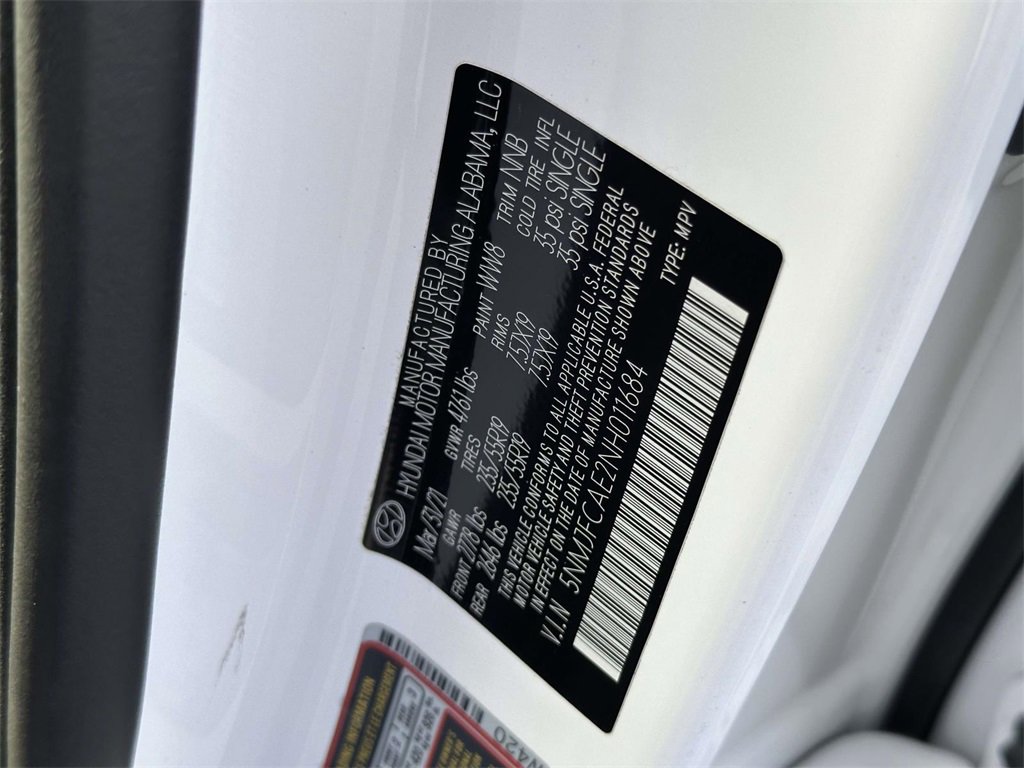 MANUFACTURED BY
HYUNDAI MOTOR MANUFACTURING ALABAMA, LLC
Mar/30/21 GVWR 4761 lbs PAINT WW8 TRIM NNB
GAWR TIRES RIMS COLD TIRE INFL
FRONT 2778 lbs 235/55R19 7.5JX19 35 psi SINGLE
REAR 2646 lbs 235/55R19 7.5JX19 35 psi SINGLE
THIS VEHICLE CONFORMS TO ALL APPLICABLE U.S.A. FEDERAL
MOTOR VEHICLE SAFETY AND THEFT PREVENTION STANDARDS
IN EFFECT ON THE DATE OF MANUFACTURE SHOWN ABOVE
V.I.N 5NMJFCAE2NH011684 TYPE: MPV
INFORMATION